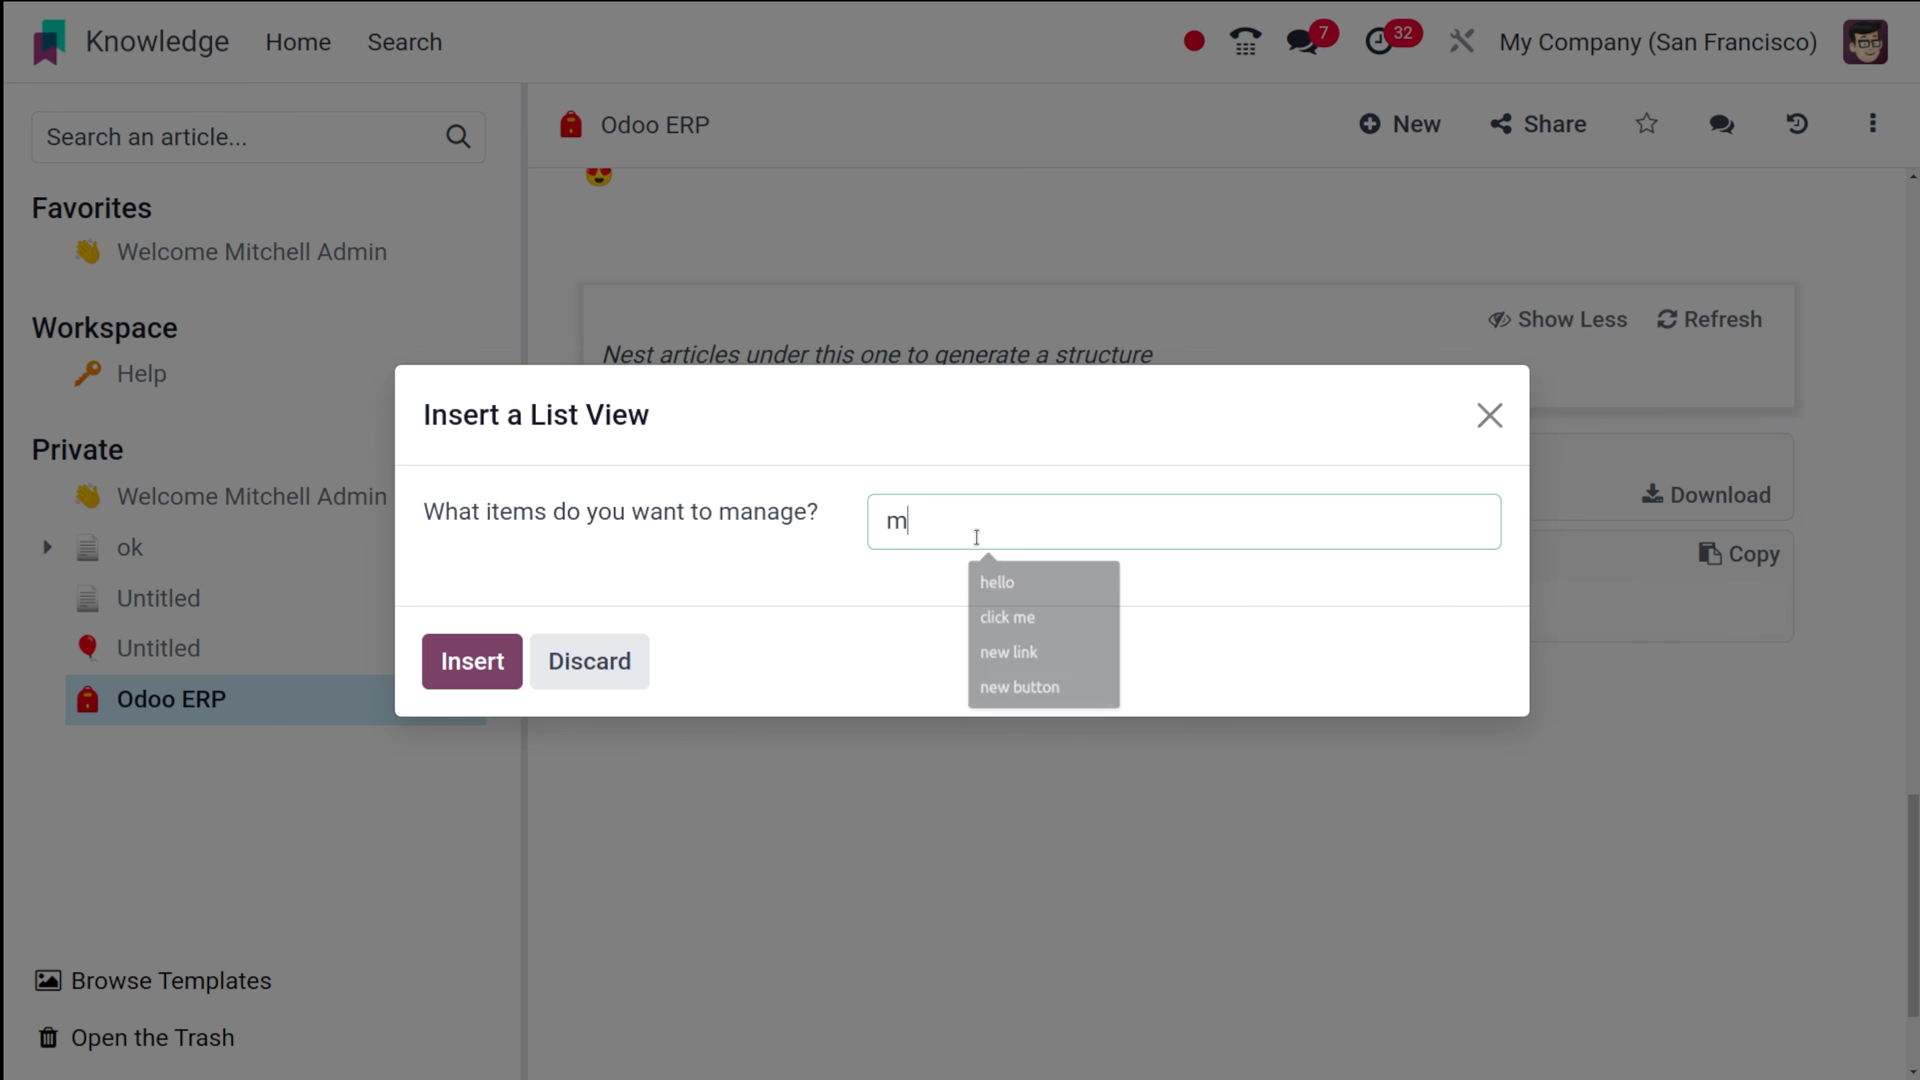 Knowledge Home Search 7 32 My Company (San Francisco)
Search an article...
Odoo ERP New Share
Favorites
Welcome Mitchell Admin
Workspace
Help
Private
Welcome Mitchell Admin
ok
Untitled
Untitled
Odoo ERP
Browse Templates
Open the Trash
Show Less Refresh
Nest articles under this one to generate a structure
Download
Copy
Insert a List View
What items do you want to manage? m
hello
click me
new link
new button
Insert Discard